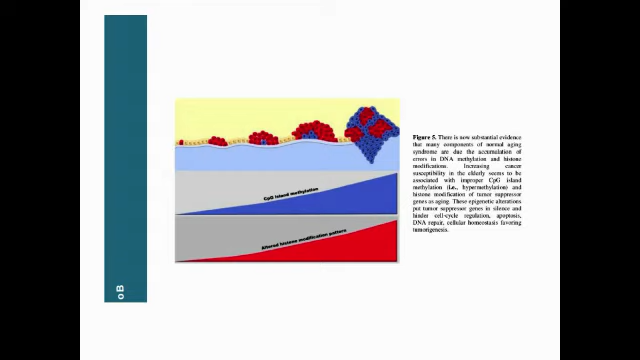 CpG island methylation
Altered histone modification pattern
Figure 5. There is now substantial evidence
that many components of normal aging
syndrome are due the accumulation of
errors in DNA methylation and histone
modifications. Increasing cancer
susceptibility in the elderly seems to be
associated with improper CpG island
methylation (i.e., hypermethylation) and
histone modification of tumor suppressor
genes as aging. These epigenetic alterations
put tumor suppressor genes in silence and
hinder cell-cycle regulation, apoptosis,
DNA repair, cellular homeostasis favoring
tumorigenesis.
oB